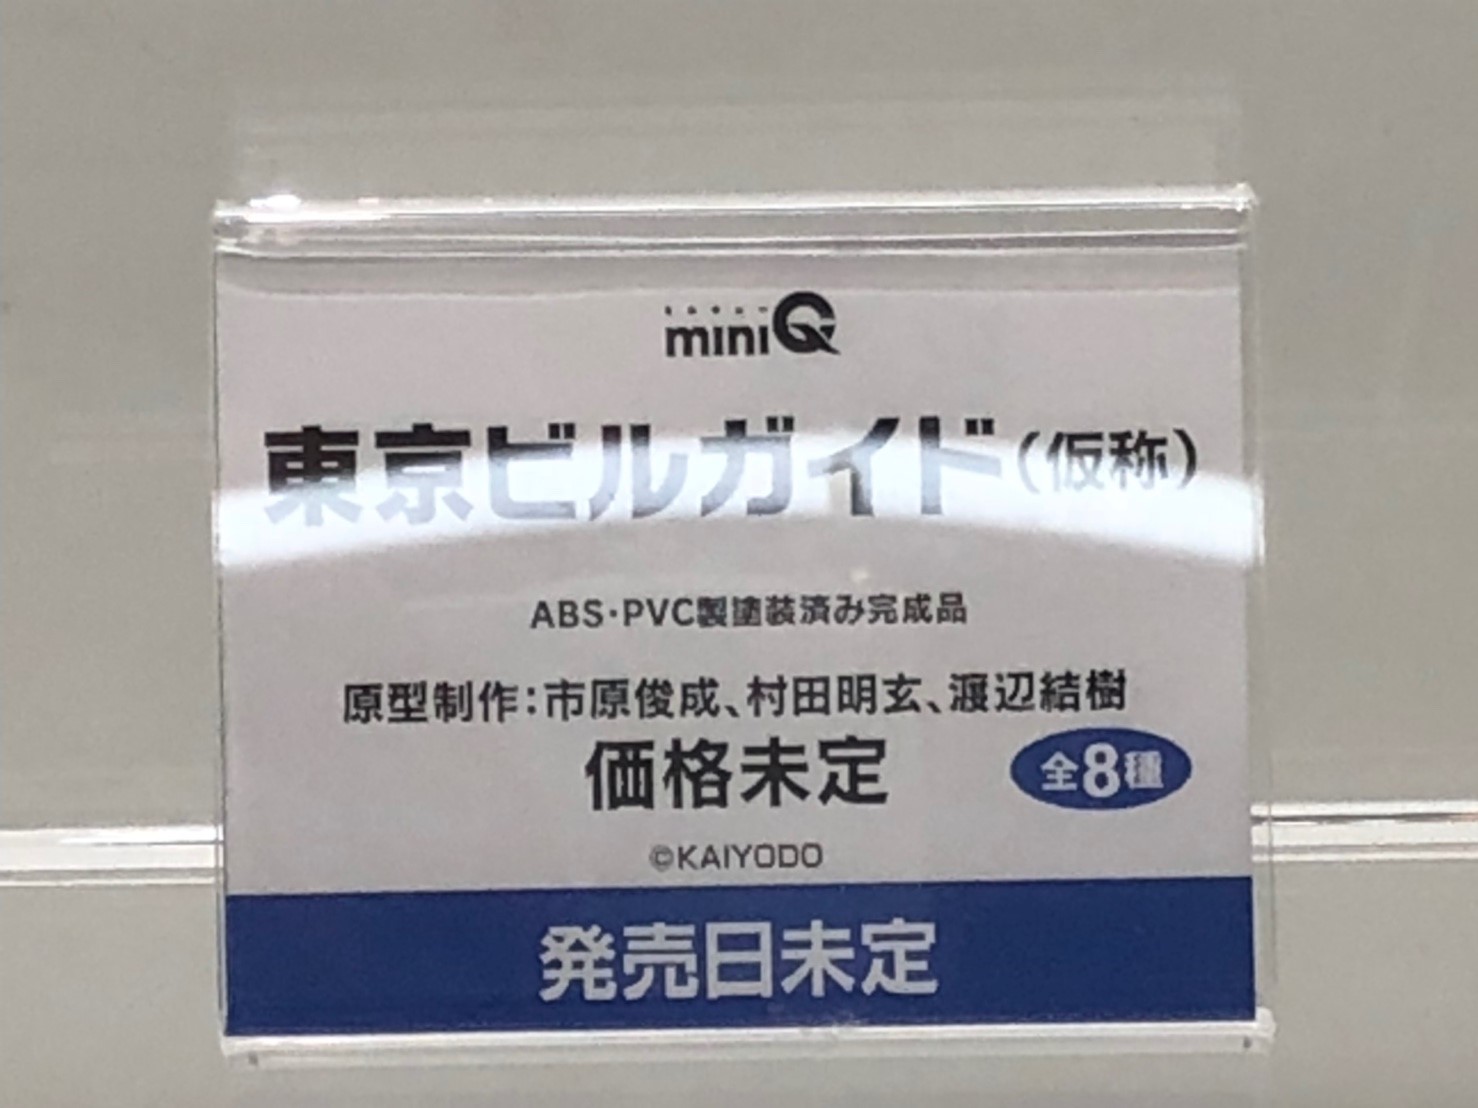 miniQ
東京ビルガイド（仮称）
ABS・PVC製塗装済み完成品
原型制作：市原俊成、村田明玄、渡辺結樹
価格未定
全8種
©KAIYODO
発売日未定